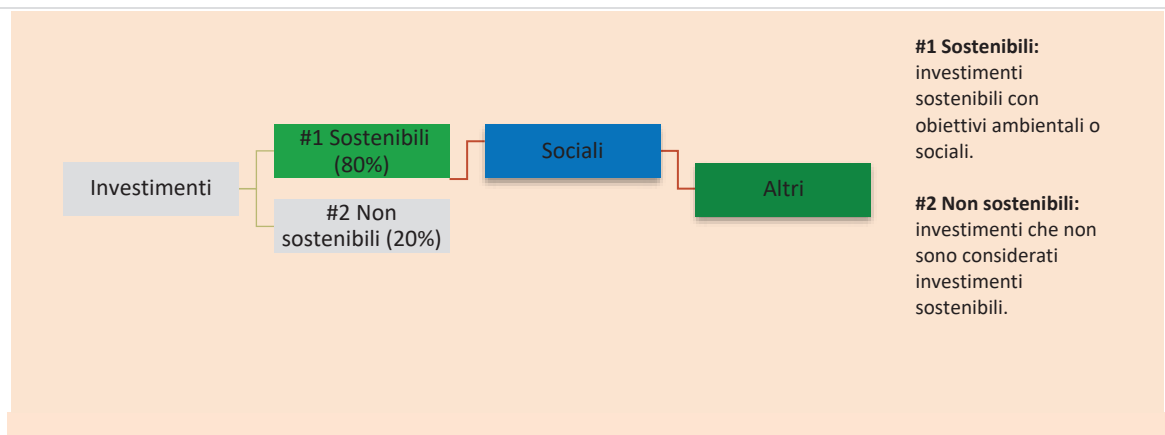 Investimenti
#1 Sostenibili
(80%)
#2 Non
sostenibili (20%)
Sociali
Altri
#1 Sostenibili:
investimenti
sostenibili con
obiettivi ambientali o
sociali.
#2 Non sostenibili:
investimenti che non
sono considerati
investimenti
sostenibili.